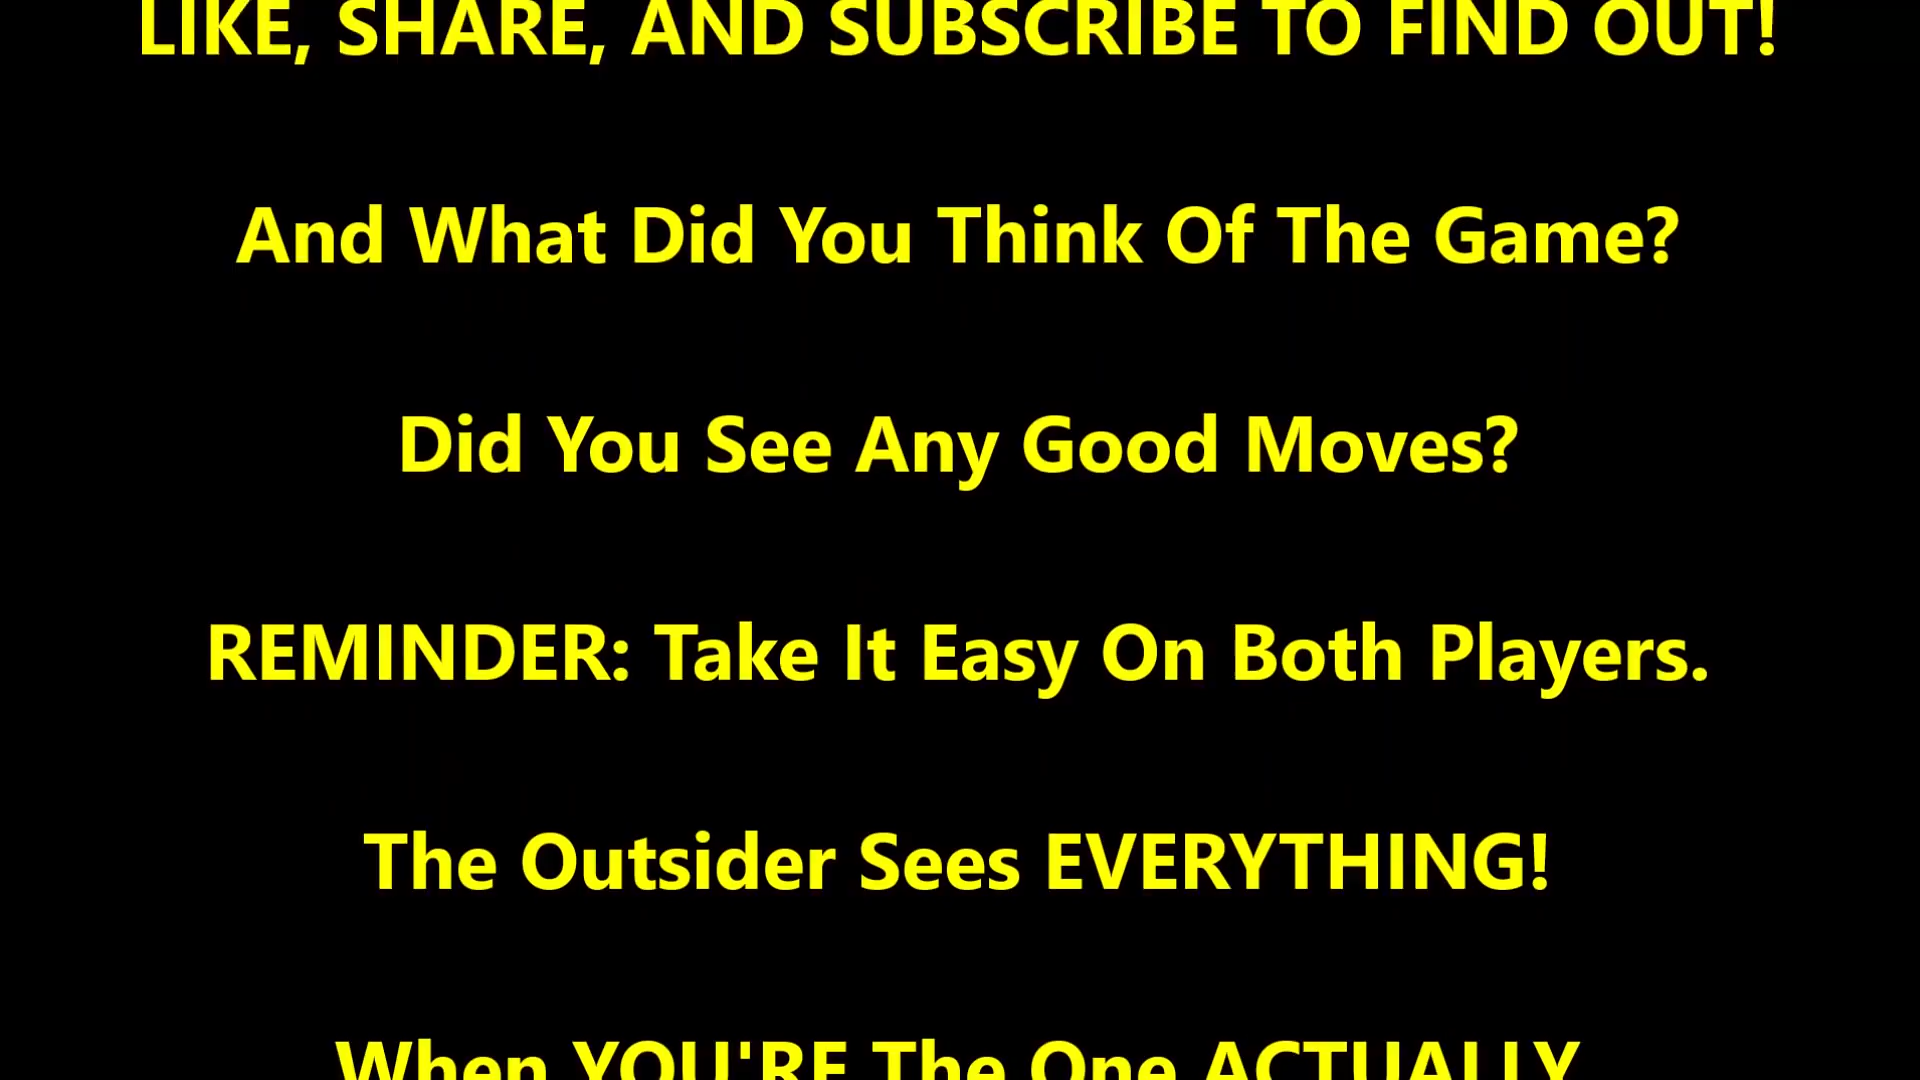 LIKE, SHARE, AND SUBSCRIBE TO FIND OUT!
And What Did You Think Of The Game?
Did You See Any Good Moves?
REMINDER: Take It Easy On Both Players.
The Outsider Sees EVERYTHING!
When YOU'RE The One ACTUALLY